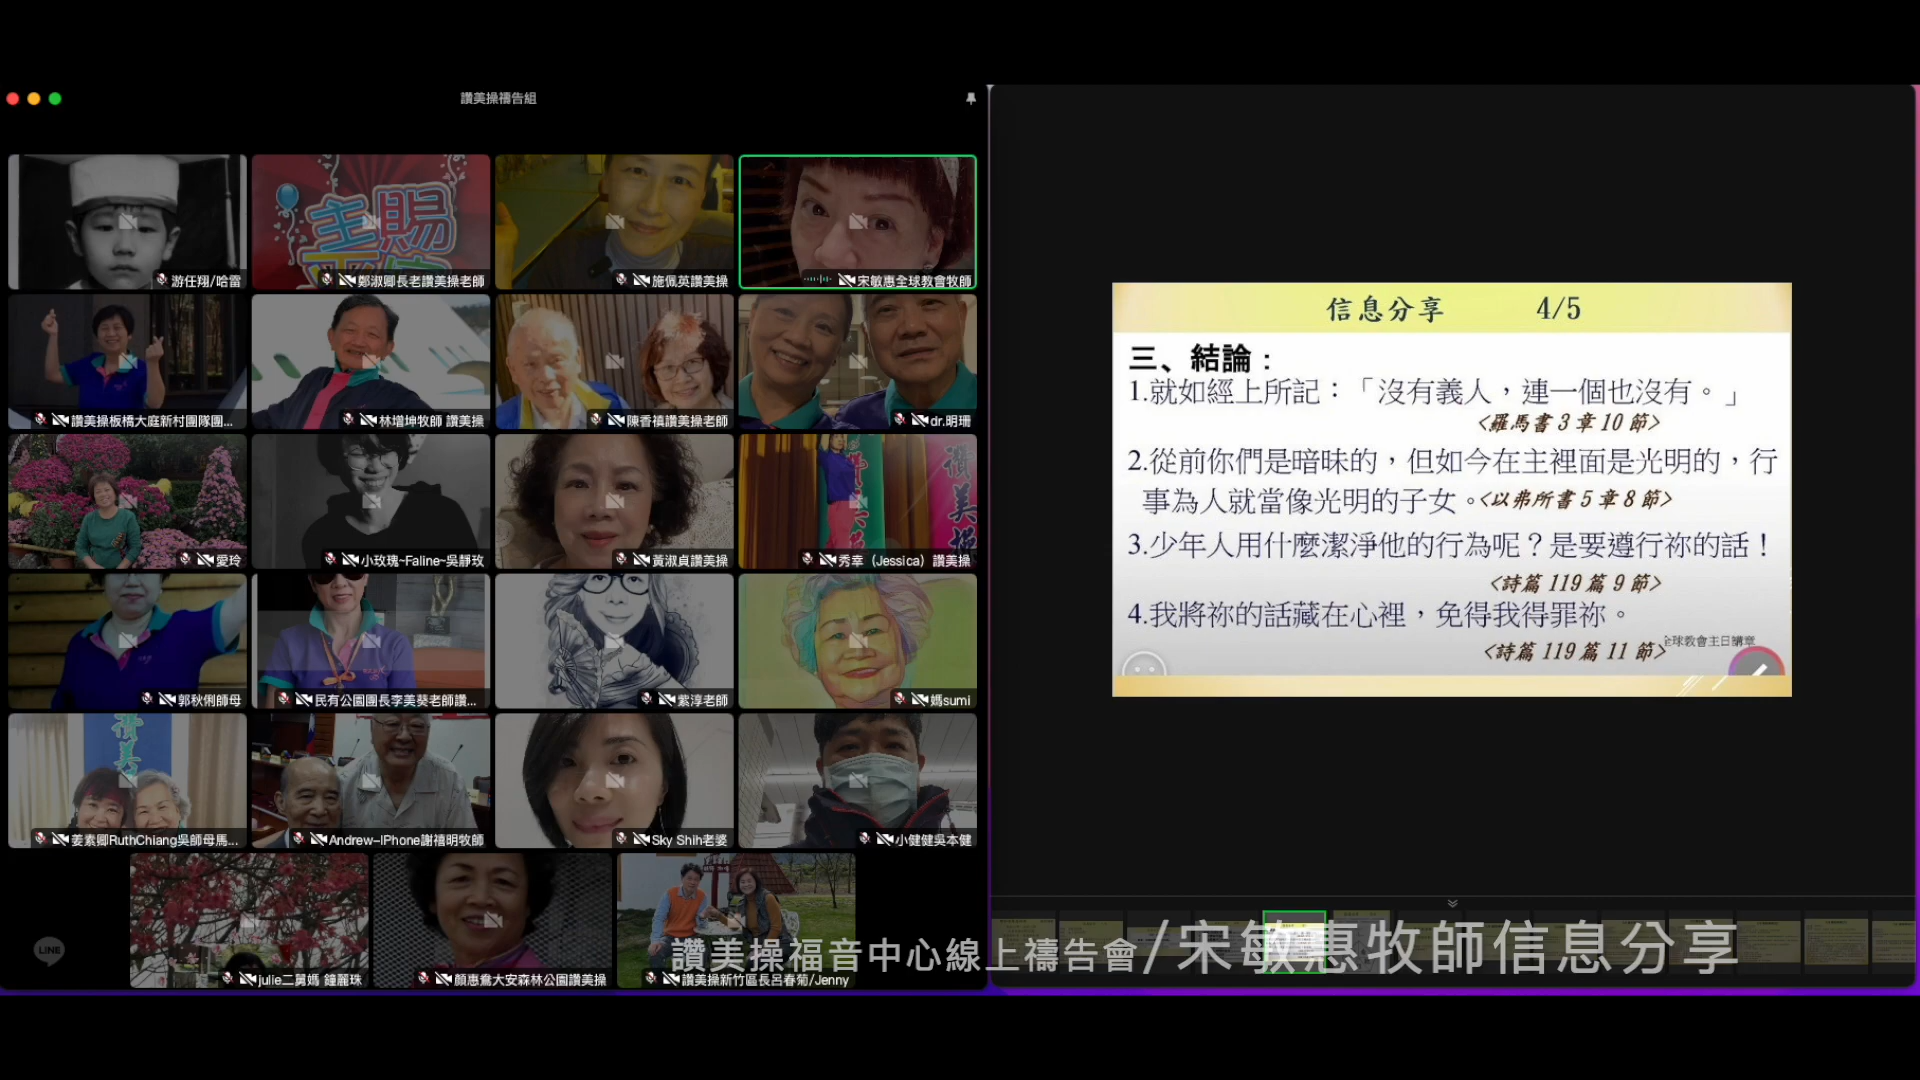 讚美操禱告組
主賜
游任翔/哈雷
鄭淑卿長老讚美操老師
施佩英讚美操
宋敏惠全球教會牧師
讚美操板橋大庭新村團隊團...
林增坤牧師 讚美操
陳香禎讚美操老師
dr.明珊
愛玲
小玫瑰~Faline~吳靜玫
黃淑貞讚美操
讚美操
秀幸（Jessica）讚美操
郭秋俐師母
民有公園團長李美葵老師讚...
紫淳老師
媽sumi
讚美
姜素卿RuthChiang吳師母馬...
Andrew-IPhone謝禧明牧師
Sky Shih老婆
小健健吳本健
julie二舅媽 鐘麗珠
顏惠鴦大安森林公園讚美操
讚美操新竹區長呂春菊/Jenny
LINE
信息分享 4/5
三、結論：
1.就如經上所記：「沒有義人，連一個也沒有。」
<羅馬書 3 章 10 節>
2.從前你們是暗昧的，但如今在主裡面是光明的，行
事為人就當像光明的子女。<以弗所書 5 章 8 節>
3.少年人用什麼潔淨他的行為呢？是要遵行祢的話！
<詩篇 119 篇 9 節>
4.我將祢的話藏在心裡，免得我得罪祢。
<詩篇 119 篇 11 節>
全球教會主日講章
讚美操福音中心線上禱告會/宋敏惠牧師信息分享